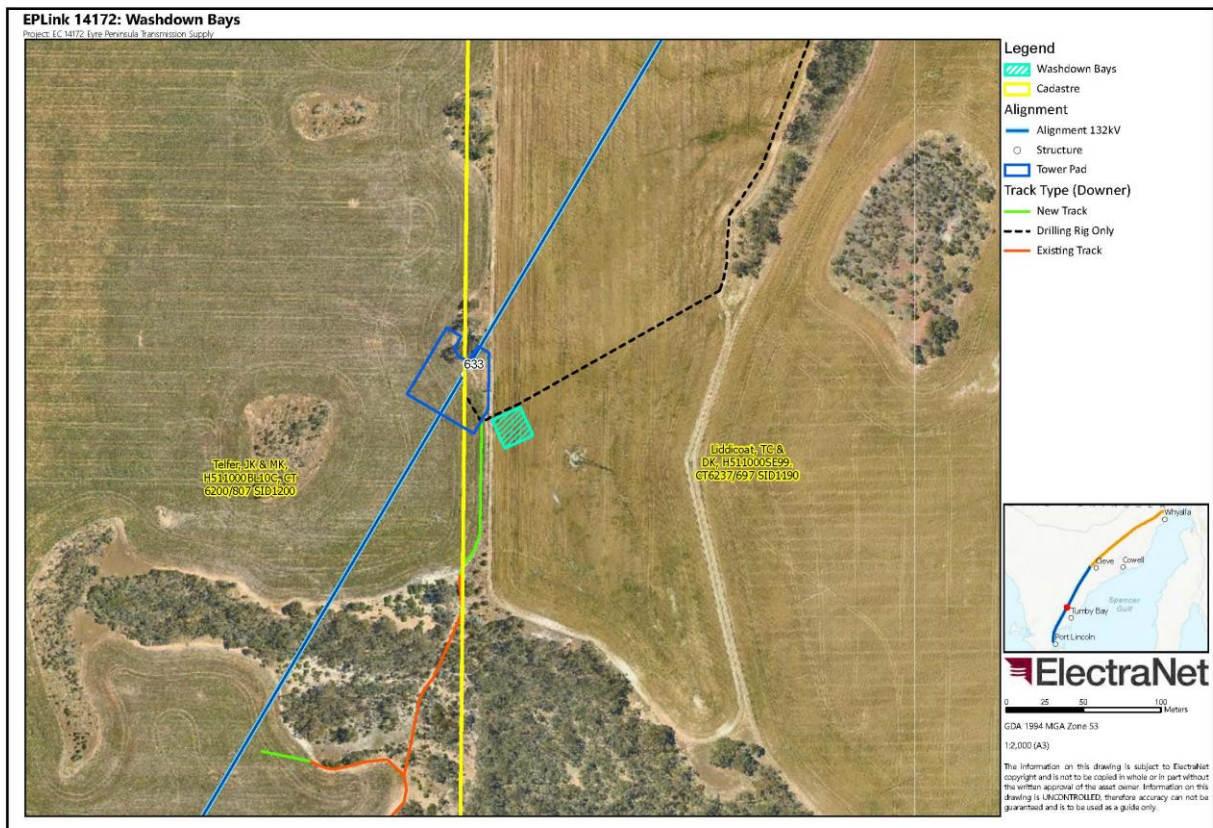 EPLink 14172: Washdown Bays
Project: EC 14172 Eyre Peninsula Transmission Supply
Legend
Washdown Bays
Cadastre
Alignment
Alignment 132kV
Structure
Tower Pad
Track Type (Downer)
New Track
Drilling Rig Only
Existing Track
633
Telfer, JK & MK,
H511000BL10C, CT
6200/807 SID1200
Liddicoat, TC &
DK, H511000SE99,
CT6237/697 SID1190
Whyalla
Cleve
Cowell
Spencer
Gulf
Tumby Bay
Port Lincoln
ElectraNet
0 25 50 100
Meters
GDA 1994 MGA Zone 53
1:2,000 (A3)
The information on this drawing is subject to ElectraNet
copyright and is not to be copied in whole or in part without
the written approval of the asset owner. Information on this
drawing is UNCONTROLLED, therefore accuracy can not be
guaranteed and is to be used as a guide only.